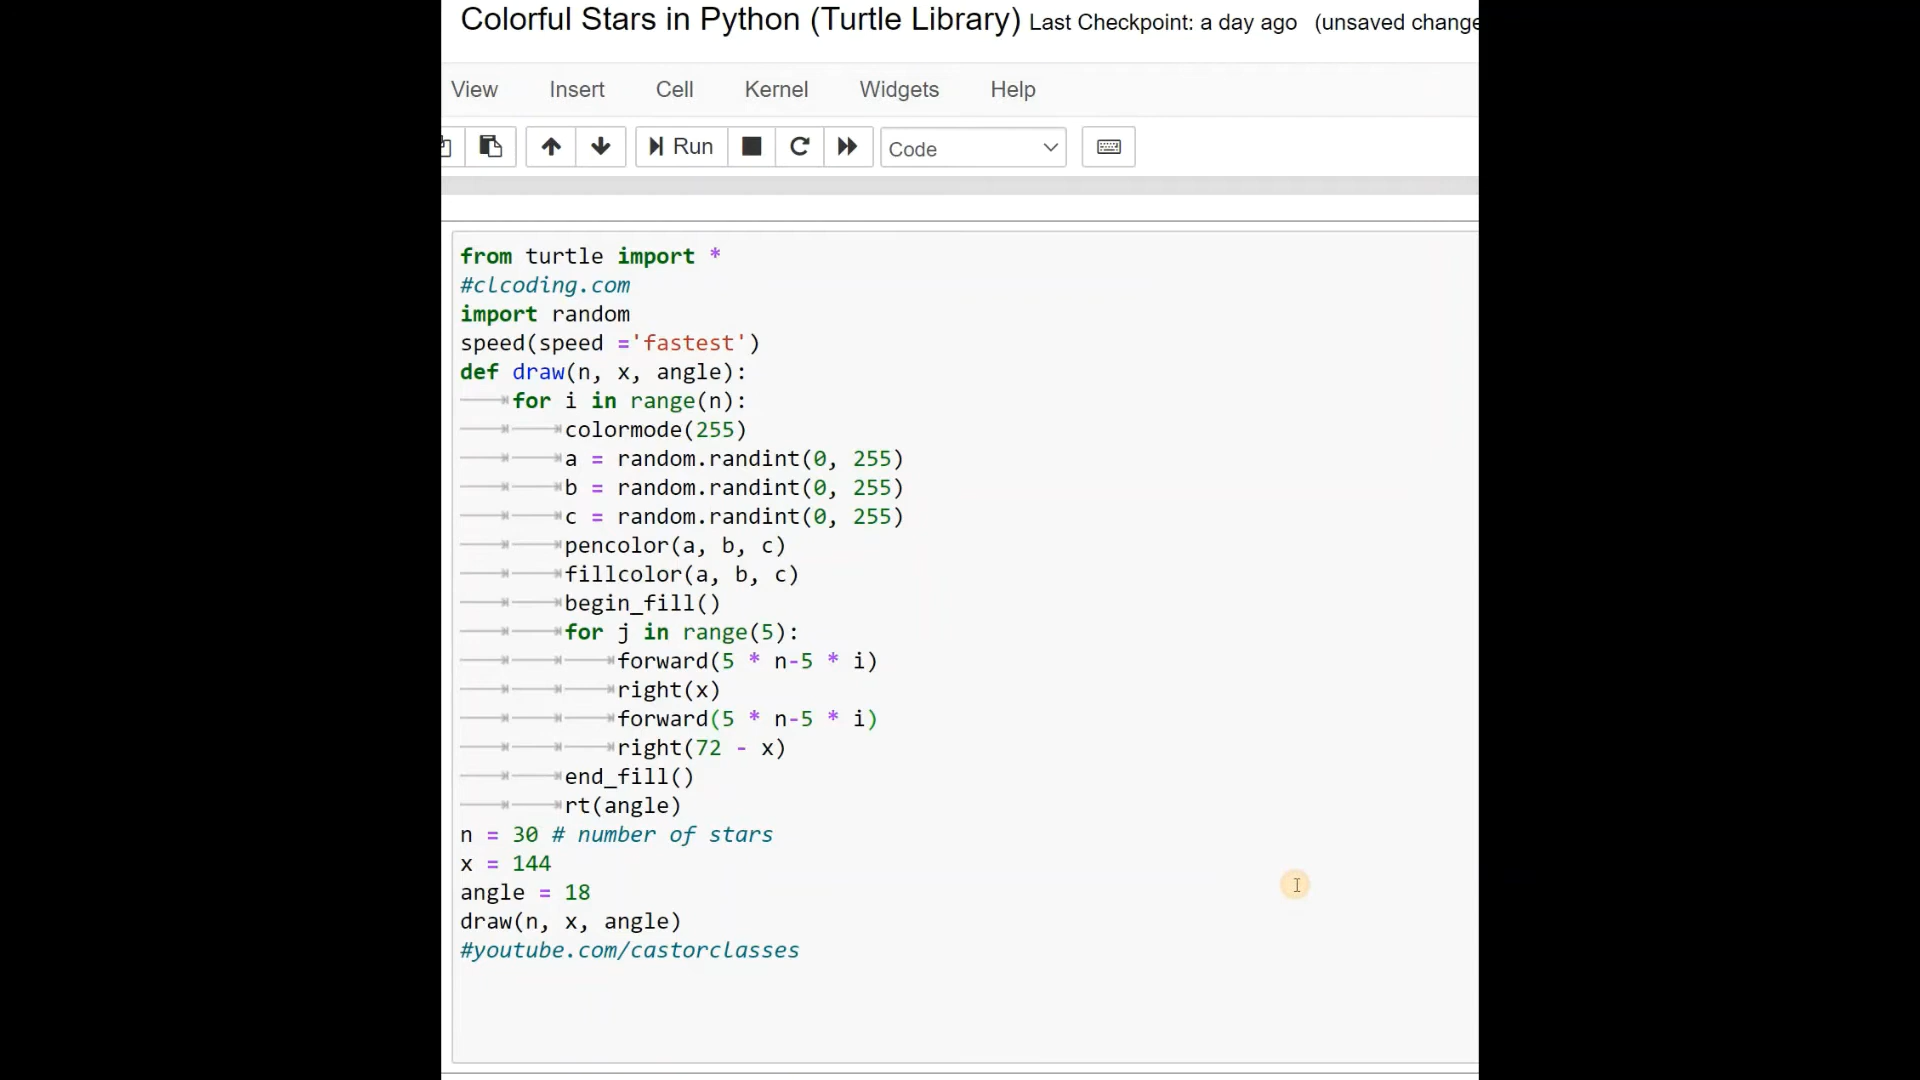 Colorful Stars in Python (Turtle Library) Last Checkpoint: a day ago (unsaved change
View Insert Cell Kernel Widgets Help
Run Code
from turtle import *
#clcoding.com
import random
speed(speed ='fastest')
def draw(n, x, angle):
for i in range(n):
colormode(255)
a = random.randint(0, 255)
b = random.randint(0, 255)
c = random.randint(0, 255)
pencolor(a, b, c)
fillcolor(a, b, c)
begin_fill()
for j in range(5):
forward(5 * n-5 * i)
right(x)
forward(5 * n-5 * i)
right(72 - x)
end_fill()
rt(angle)
n = 30 # number of stars
x = 144
angle = 18
draw(n, x, angle)
#youtube.com/castorclasses